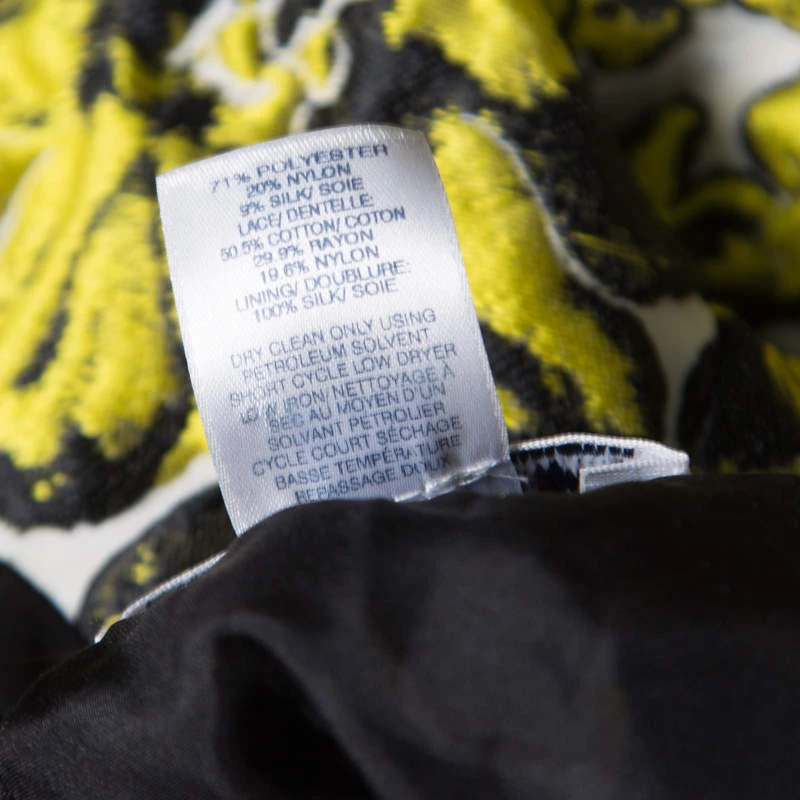 71% POLYESTER
20% NYLON
9% SILK/ SOIE
LACE/ DENTELLE:
50.5% COTTON/ COTON
29.9% RAYON
19.6% NYLON
LINING/ DOUBLURE:
100% SILK/ SOIE
DRY CLEAN ONLY USING
PETROLEUM SOLVENT
SHORT CYCLE LOW DRYER
LOW IRON/ NETTOYAGE À
SEC AU MOYEN D'UN
SOLVANT PETROLIER
CYCLE COURT SÉCHAGE
BASSE TEMPÉRATURE
REPASSAGE DOUX